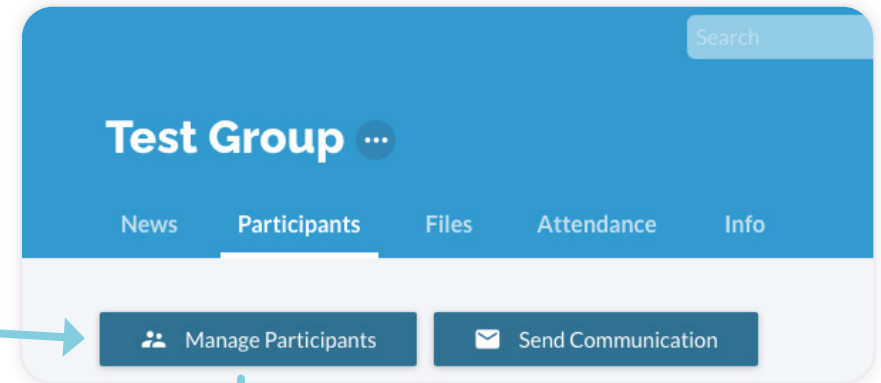 Search
Test Group
News Participants Files Attendance Info
Manage Participants Send Communication